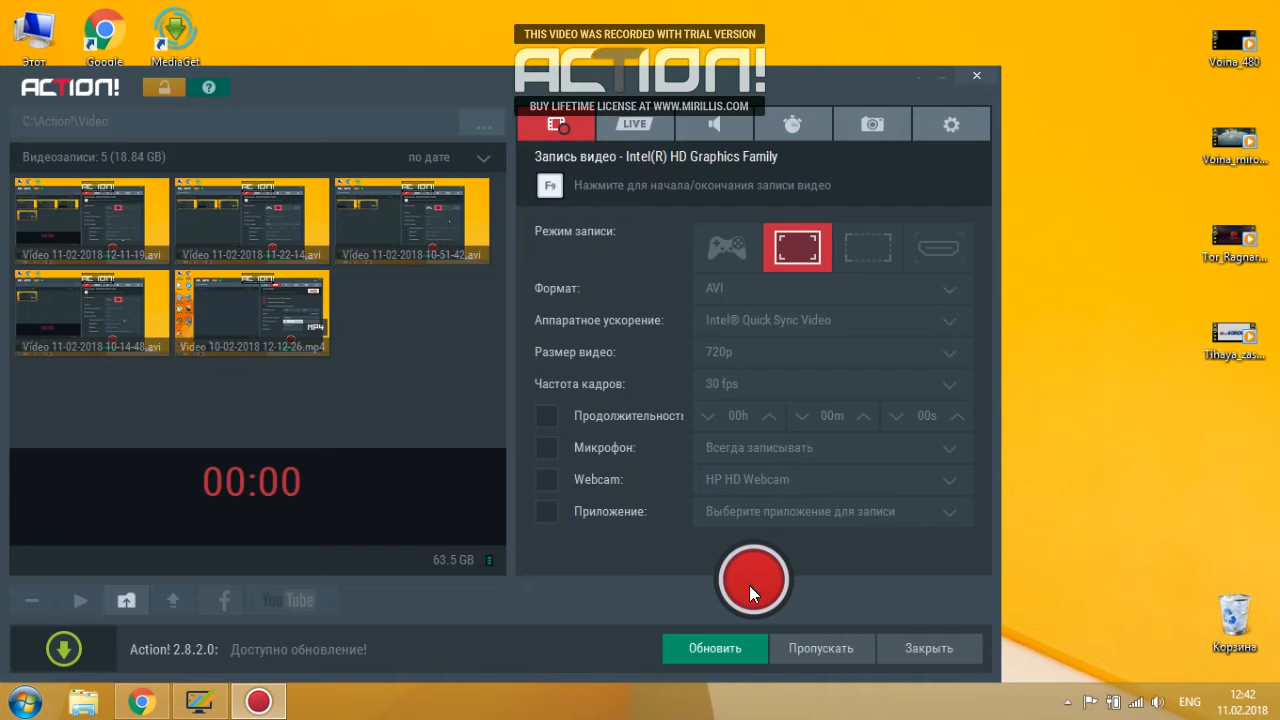 Этот
Google
MediaGet
THIS VIDEO WAS RECORDED WITH TRIAL VERSION
ACTION!
BUY LIFETIME LICENSE AT WWW.MIRILLIS.COM
ACTION!
?
C:\Action!\Video
...
Видеозаписи: 5 (18.84 GB)
по дате
Video 11-02-2018 12-11-19.avi
Video 11-02-2018 11-22-14.avi
Video 11-02-2018 10-51-42.avi
Video 11-02-2018 10-14-48.avi
MP4
Video 10-02-2018 12-12-26.mp4
00:00
63.5 GB
You Tube
LIVE
Запись видео - Intel(R) HD Graphics Family
F9
Нажмите для начала/окончания записи видео
Режим записи:
Формат:
AVI
Аппаратное ускорение:
Intel® Quick Sync Video
Размер видео:
720p
Частота кадров:
30 fps
Продолжительность
00h
00m
00s
Микрофон:
Всегда записывать
Webcam:
HP HD Webcam
Приложение:
Выберите приложение для записи
Action! 2.8.2.0:
Доступно обновление!
Обновить
Пропускать
Закрыть
Voina_480
Voina_miro...
Tor_Ragnar...
Tihaya_zas...
Корзина
ENG
12:42
11.02.2018